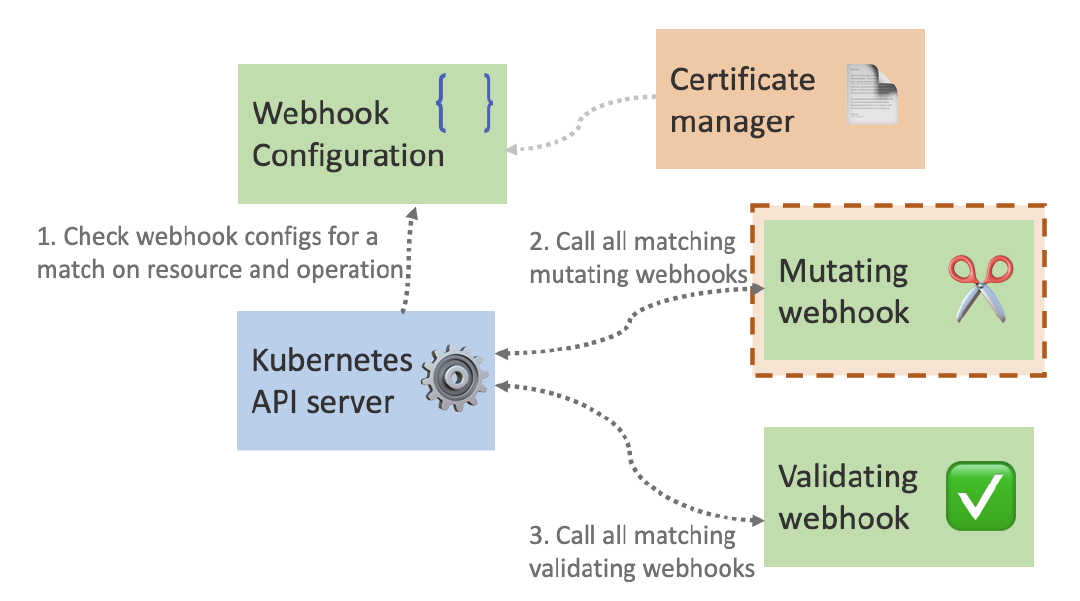 Webhook
Configuration
{ }
Certificate
manager
1. Check webhook configs for a
match on resource and operation
2. Call all matching
mutating webhooks
Mutating
webhook
Kubernetes
API server
Validating
webhook
3. Call all matching
validating webhooks